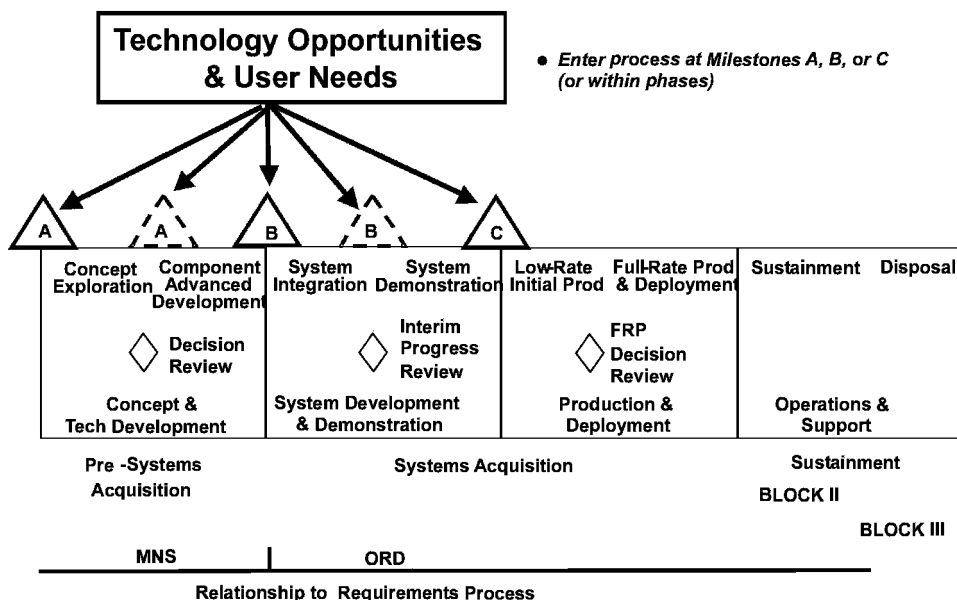 Technology Opportunities
& User Needs
● Enter process at Milestones A, B, or C
(or within phases)
A
A
B
B
C
Concept
Exploration
Component
Advanced
Development
System
Integration
System
Demonstration
Low-Rate
Initial Prod
Full-Rate Prod
& Deployment
Sustainment
Disposal
Decision
Review
Interim
Progress
Review
FRP
Decision
Review
Concept &
Tech Development
System Development
& Demonstration
Production &
Deployment
Operations &
Support
Pre -Systems
Acquisition
Systems Acquisition
Sustainment
BLOCK II
BLOCK III
MNS
ORD
Relationship to Requirements Process